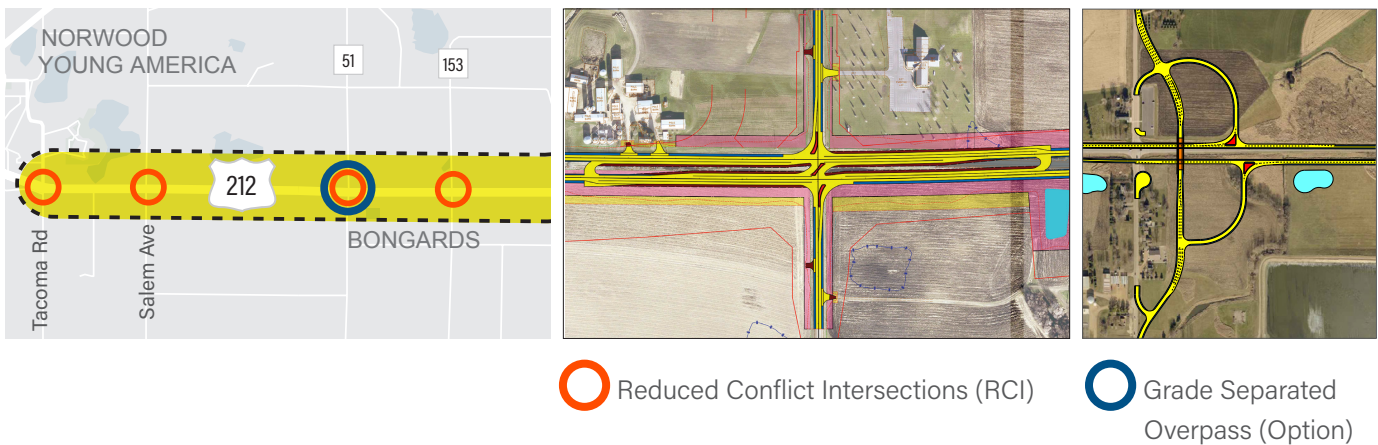 NORWOOD
YOUNG AMERICA
51
153
212
BONGARDS
Tacoma Rd
Salem Ave
Reduced Conflict Intersections (RCI)
Grade Separated
Overpass (Option)